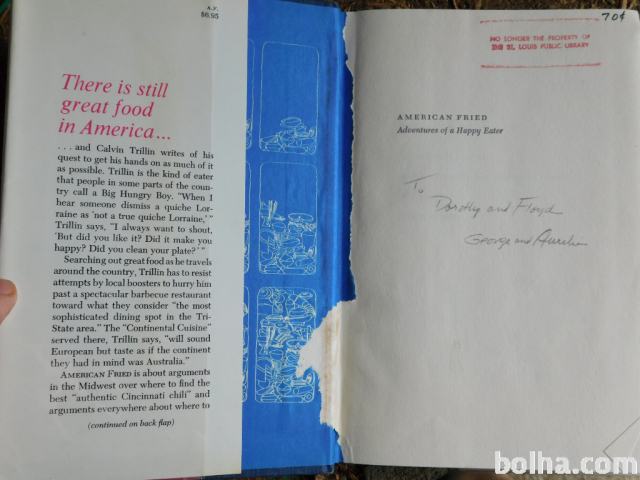 A.F.
$6.95
There is still
great food
in America...
. . . and Calvin Trillin writes of his
quest to get his hands on as much of it
as possible. Trillin is the kind of eater
that people in some parts of the coun-
try call a Big Hungry Boy. "When I
hear someone dismiss a quiche Lor-
raine as 'not a true quiche Lorraine,'"
Trillin says, "I always want to shout,
'But did you like it? Did it make you
happy? Did you clean your plate?'"
Searching out great food as he travels
around the country, Trillin has to resist
attempts by local boosters to hurry him
past a spectacular barbecue restaurant
toward what they consider "the most
sophisticated dining spot in the Tri-
State area." The "Continental Cuisine"
served there, Trillin says, "will sound
European but taste as if the continent
they had in mind was Australia."
AMERICAN FRIED is about arguments
in the Midwest over where to find the
best "authentic Cincinnati chili" and
arguments everywhere about where to
(continued on back flap)
70¢
NO LONGER THE PROPERTY OF
ST. LOUIS PUBLIC LIBRARY
AMERICAN FRIED
Adventures of a Happy Eater
To
Dorothy and Floyd
George and
bolha.com